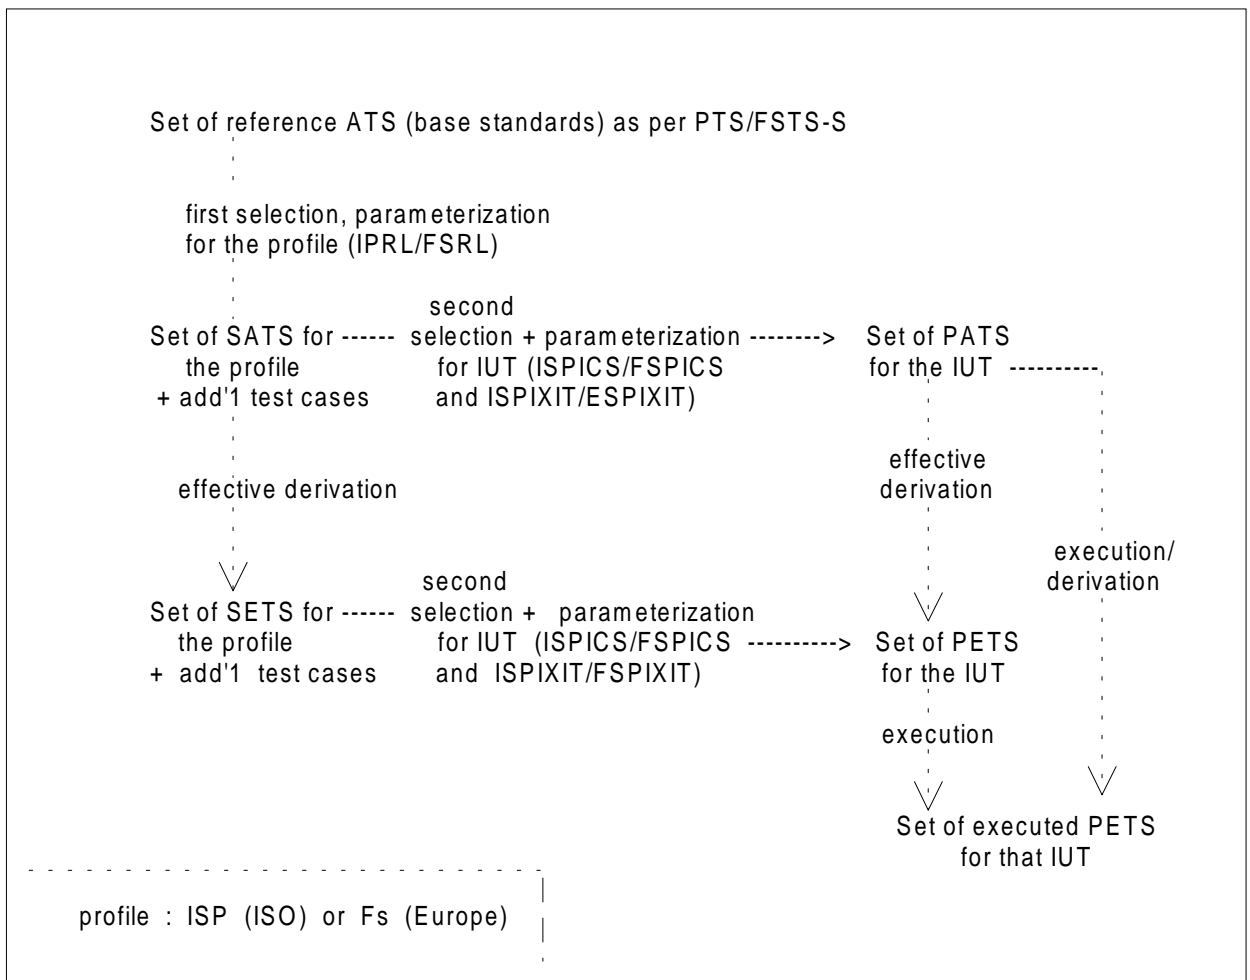 Set of reference ATS (base standards) as per PTS/FSTS-S
first selection, parameterization
for the profile (IPRL/FSRL)
second
Set of SATS for ------ selection + parameterization --------> Set of PATS
the profile for IUT (ISPICS/FSPICS for the IUT ----------
+ add'1 test cases and ISPIXIT/ESPIXIT)
effective
effective derivation derivation
execution/
derivation
second
Set of SETS for ------ selection + parameterization
the profile for IUT (ISPICS/FSPICS ----------> Set of PETS
+ add'1 test cases and ISPIXIT/FSPIXIT) for the IUT
execution
Set of executed PETS
for that IUT
profile : ISP (ISO) or Fs (Europe)